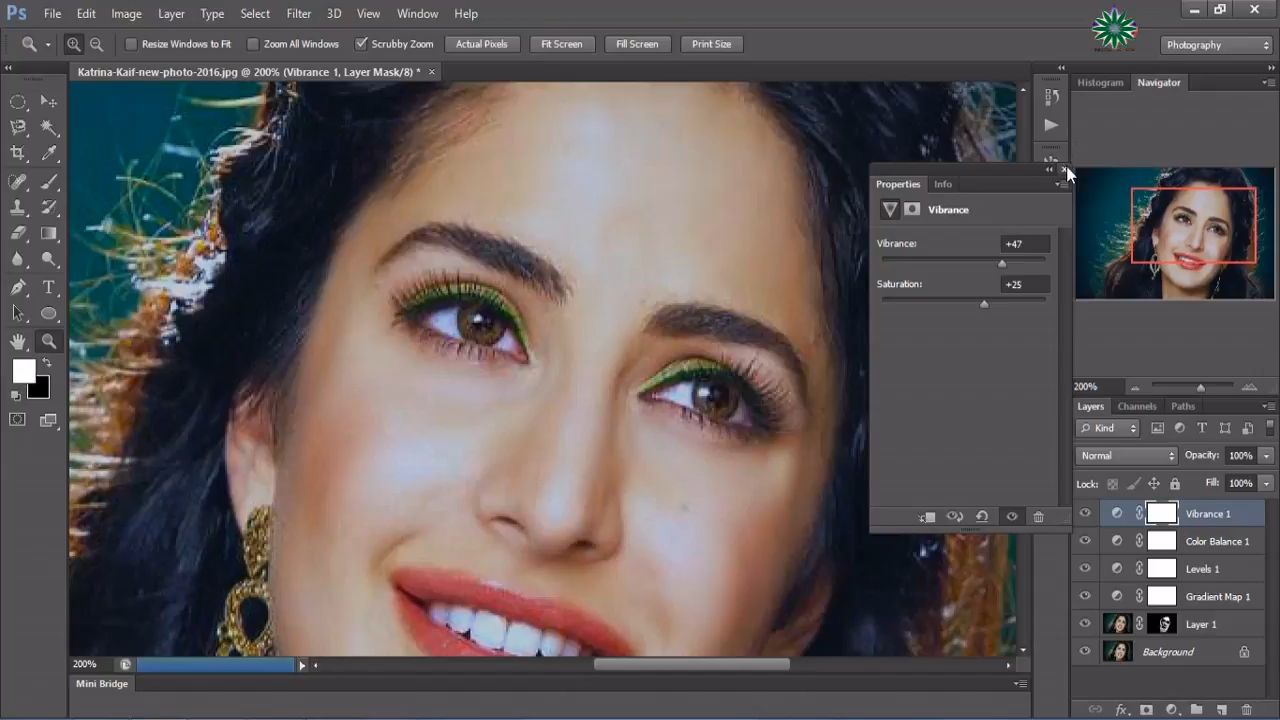 Ps File Edit Image Layer Type Select Filter 3D View Window Help
Resize Windows to Fit Zoom All Windows Scrubby Zoom Actual Pixels Fit Screen Fill Screen Print Size Photography
Katrina-Kaif-new-photo-2016.jpg @ 200% (Vibrance 1, Layer Mask/8) * ×
Histogram Navigator
Properties Info
Vibrance
Vibrance: +47
Saturation: +25
200%
Layers Channels Paths
Kind
Normal Opacity: 100%
Lock: Fill: 100%
Vibrance 1
Color Balance 1
Levels 1
Gradient Map 1
Layer 1
Background
200%
Mini Bridge